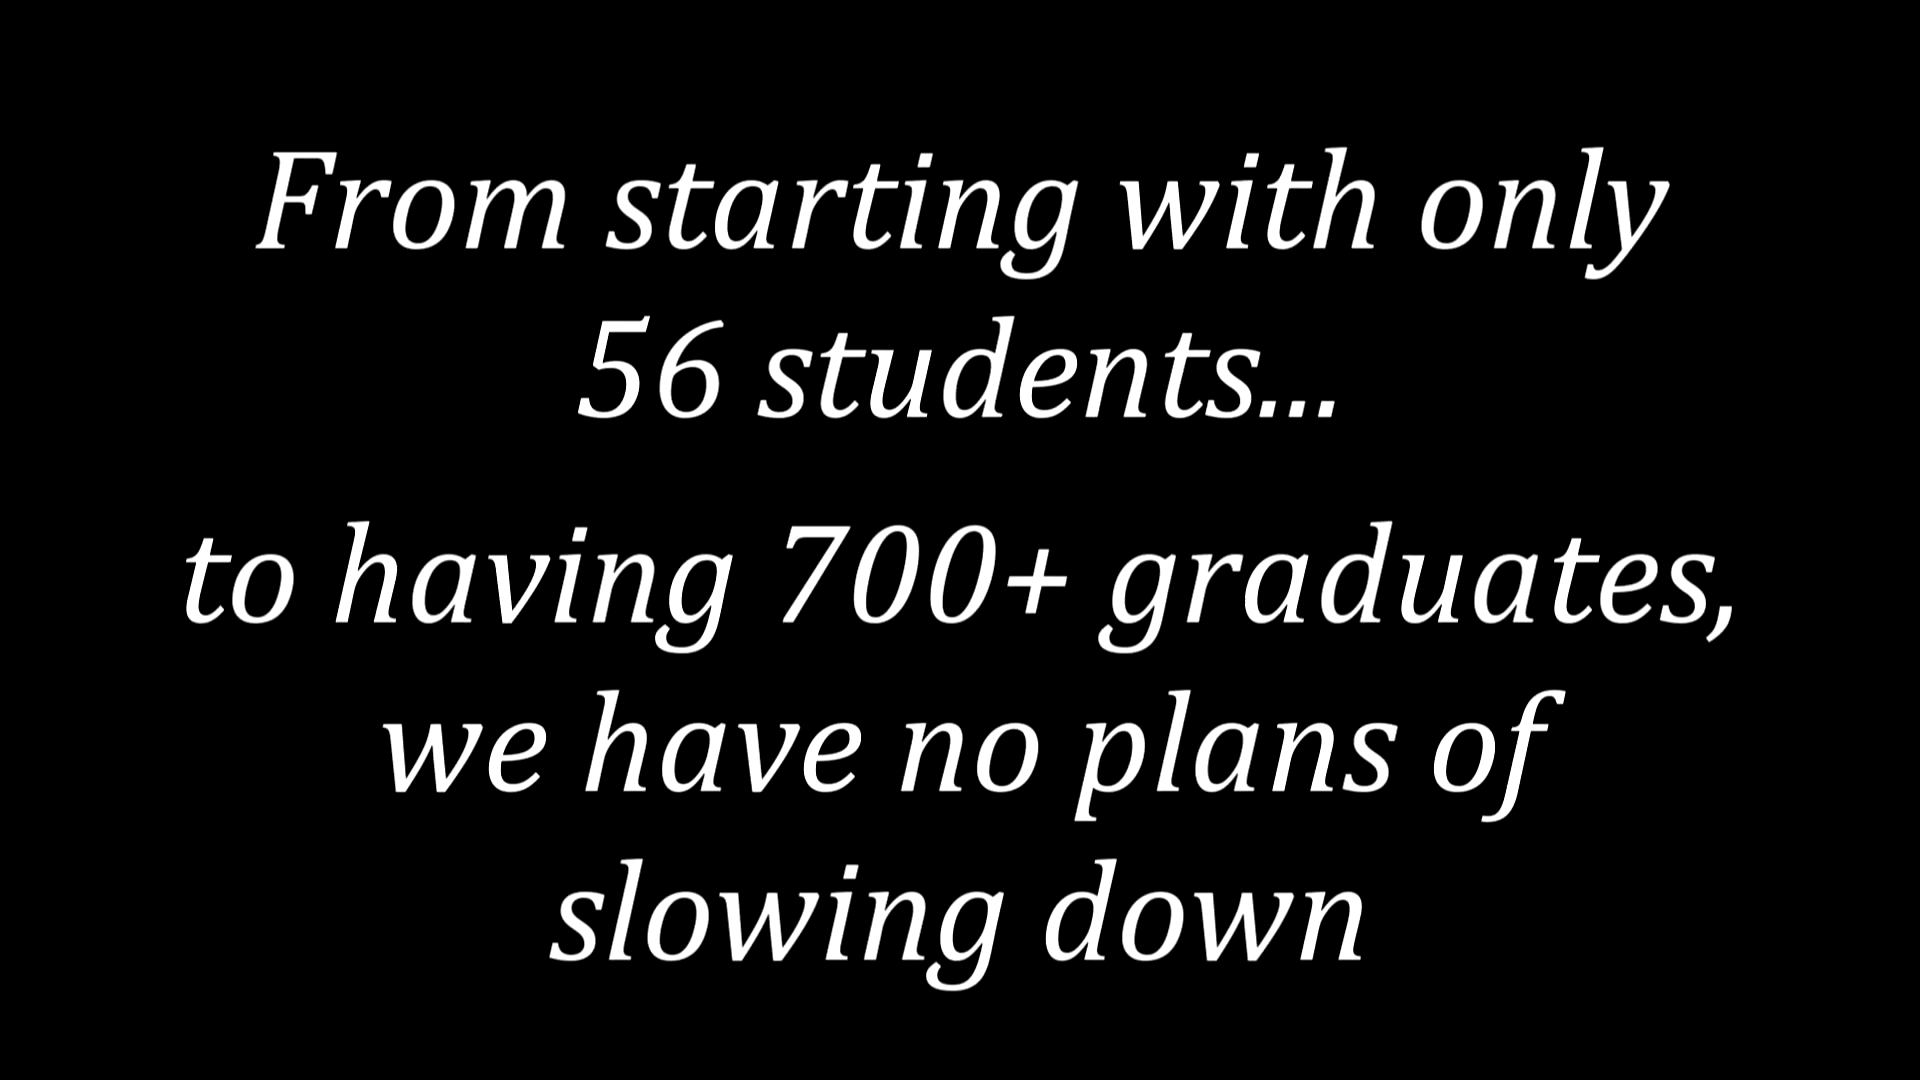 From starting with only
56 students...
to having 700+ graduates,
we have no plans of
slowing down